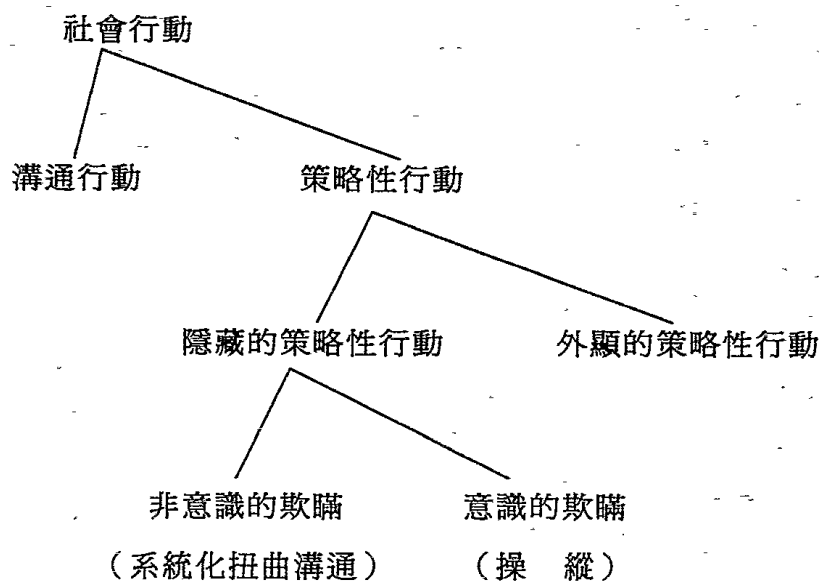 社會行動
溝通行動 策略性行動
隱藏的策略性行動 外顯的策略性行動
非意識的欺瞞 意識的欺瞞
（系統化扭曲溝通） （操　縱）